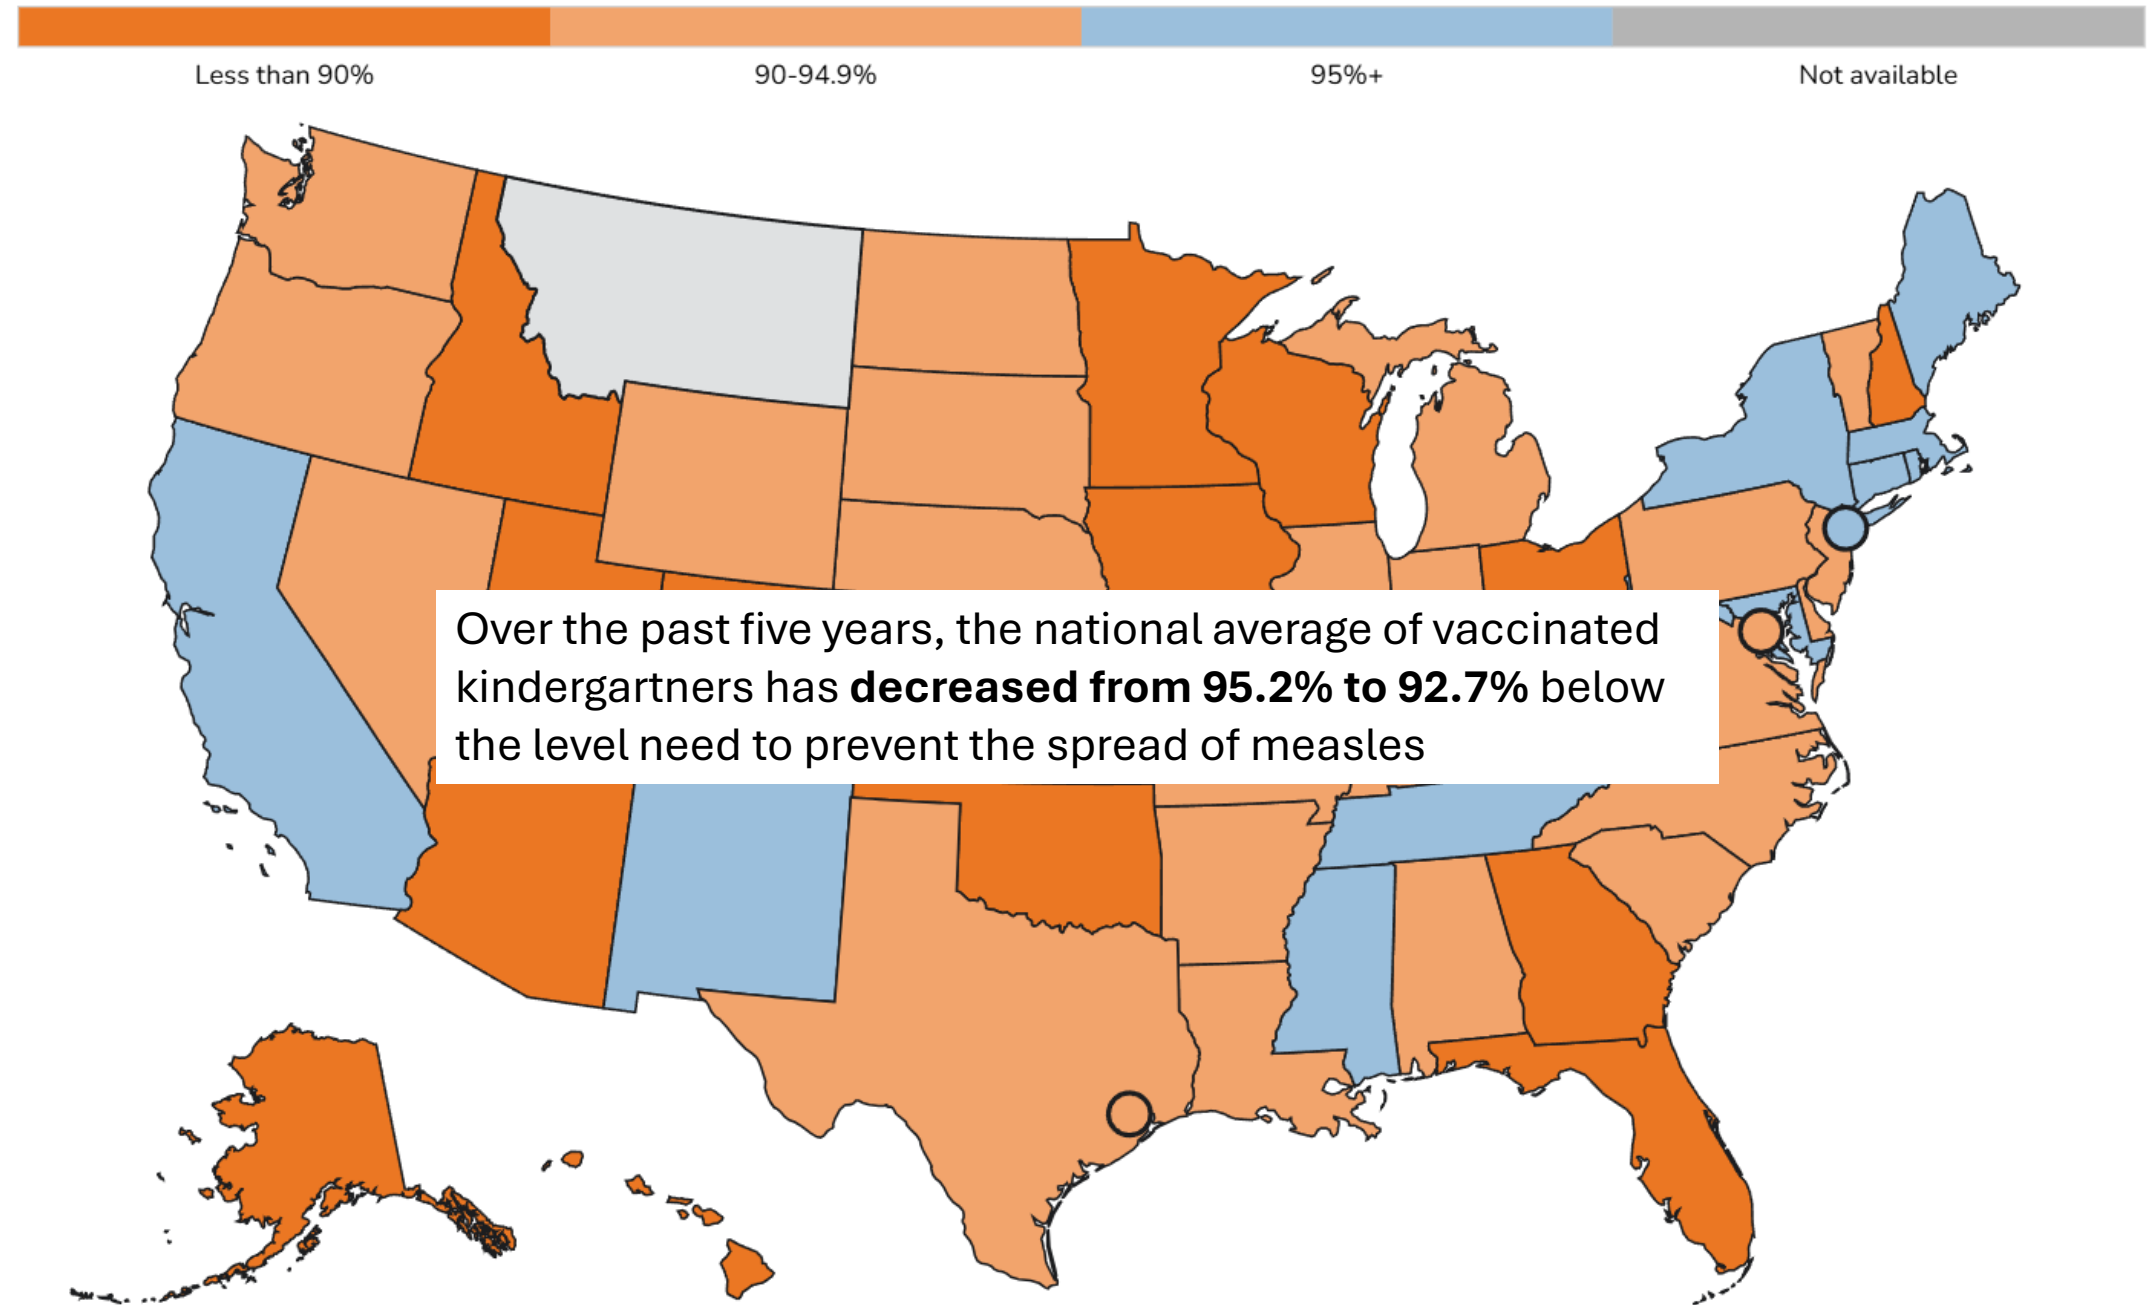 Less than 90% 90-94.9% 95%+ Not available
Over the past five years, the national average of vaccinated
kindergartners has decreased from 95.2% to 92.7% below
the level need to prevent the spread of measles